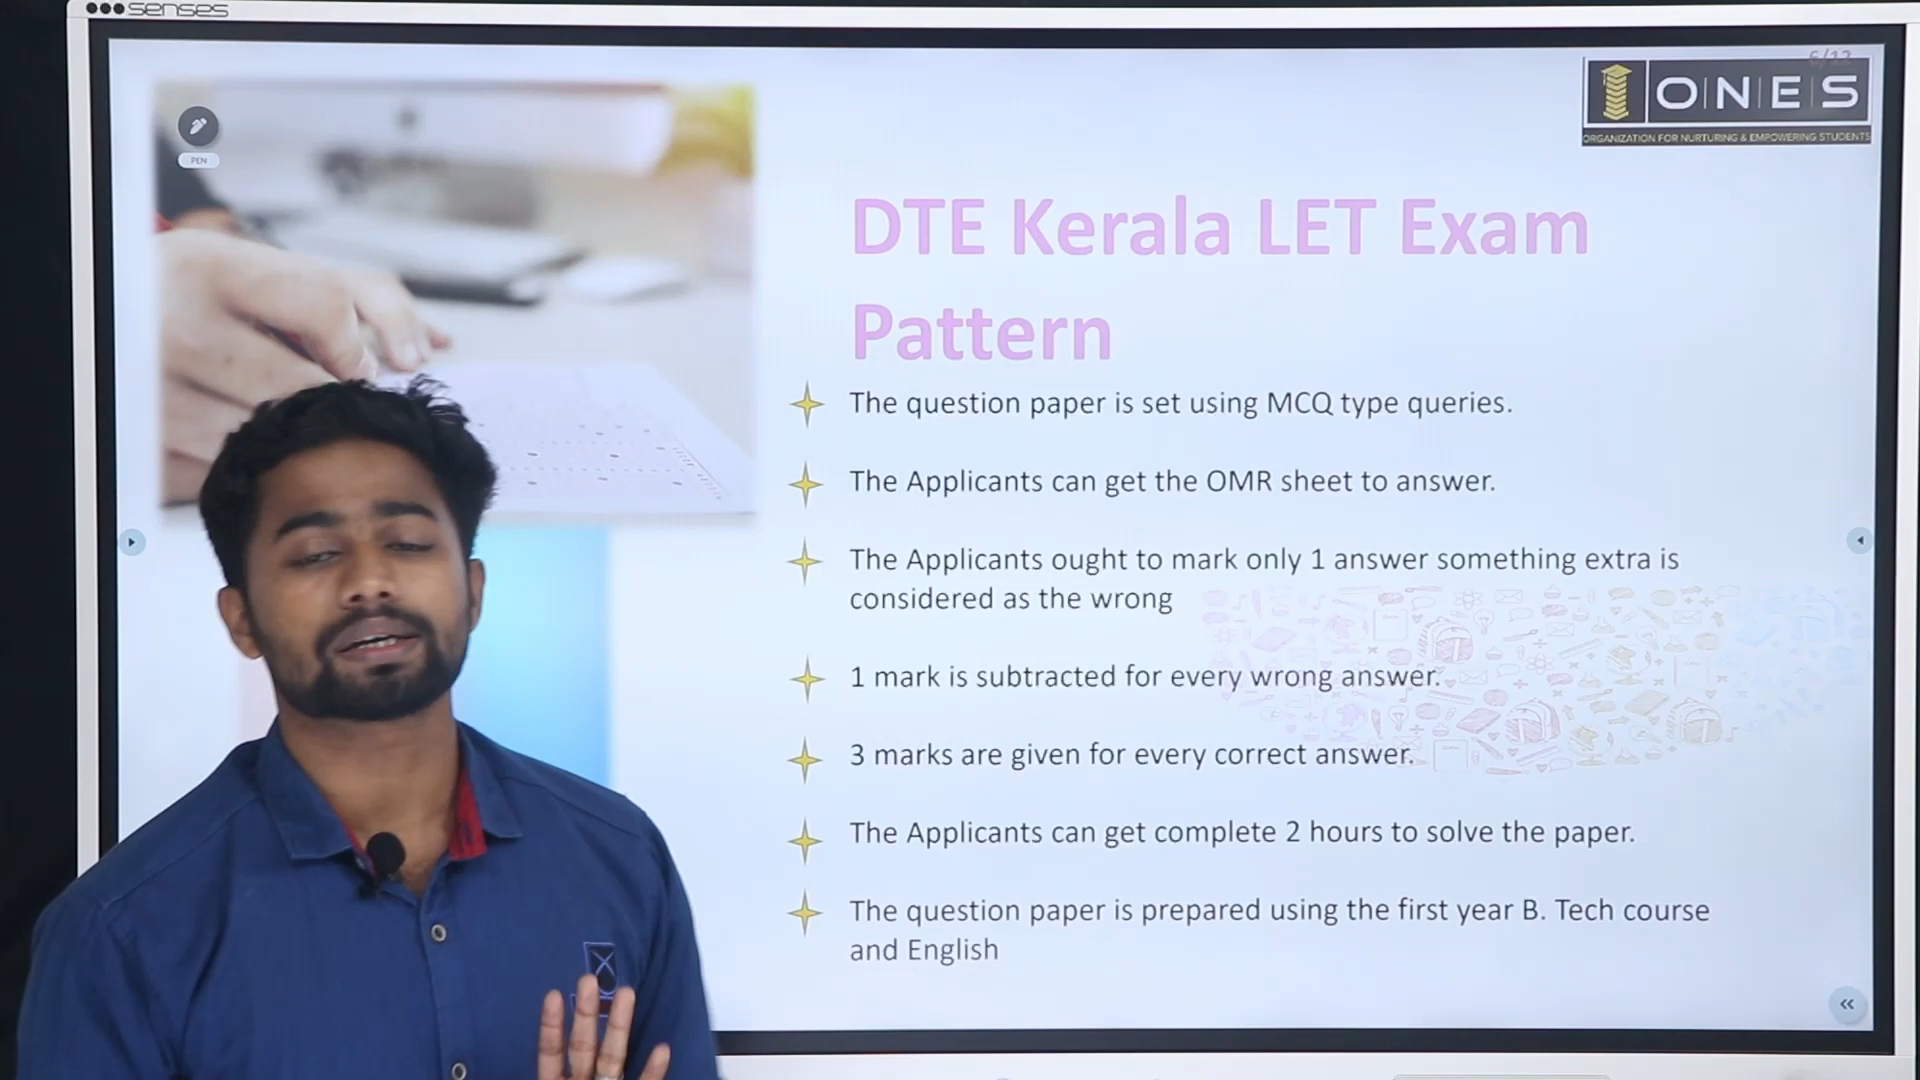 senses
6/12
ONES
ORGANIZATION FOR NURTURING & EMPOWERING STUDENTS
PEN
DTE Kerala LET Exam
Pattern
The question paper is set using MCQ type queries.
The Applicants can get the OMR sheet to answer.
The Applicants ought to mark only 1 answer something extra is
considered as the wrong
1 mark is subtracted for every wrong answer.
3 marks are given for every correct answer.
The Applicants can get complete 2 hours to solve the paper.
The question paper is prepared using the first year B. Tech course
and English